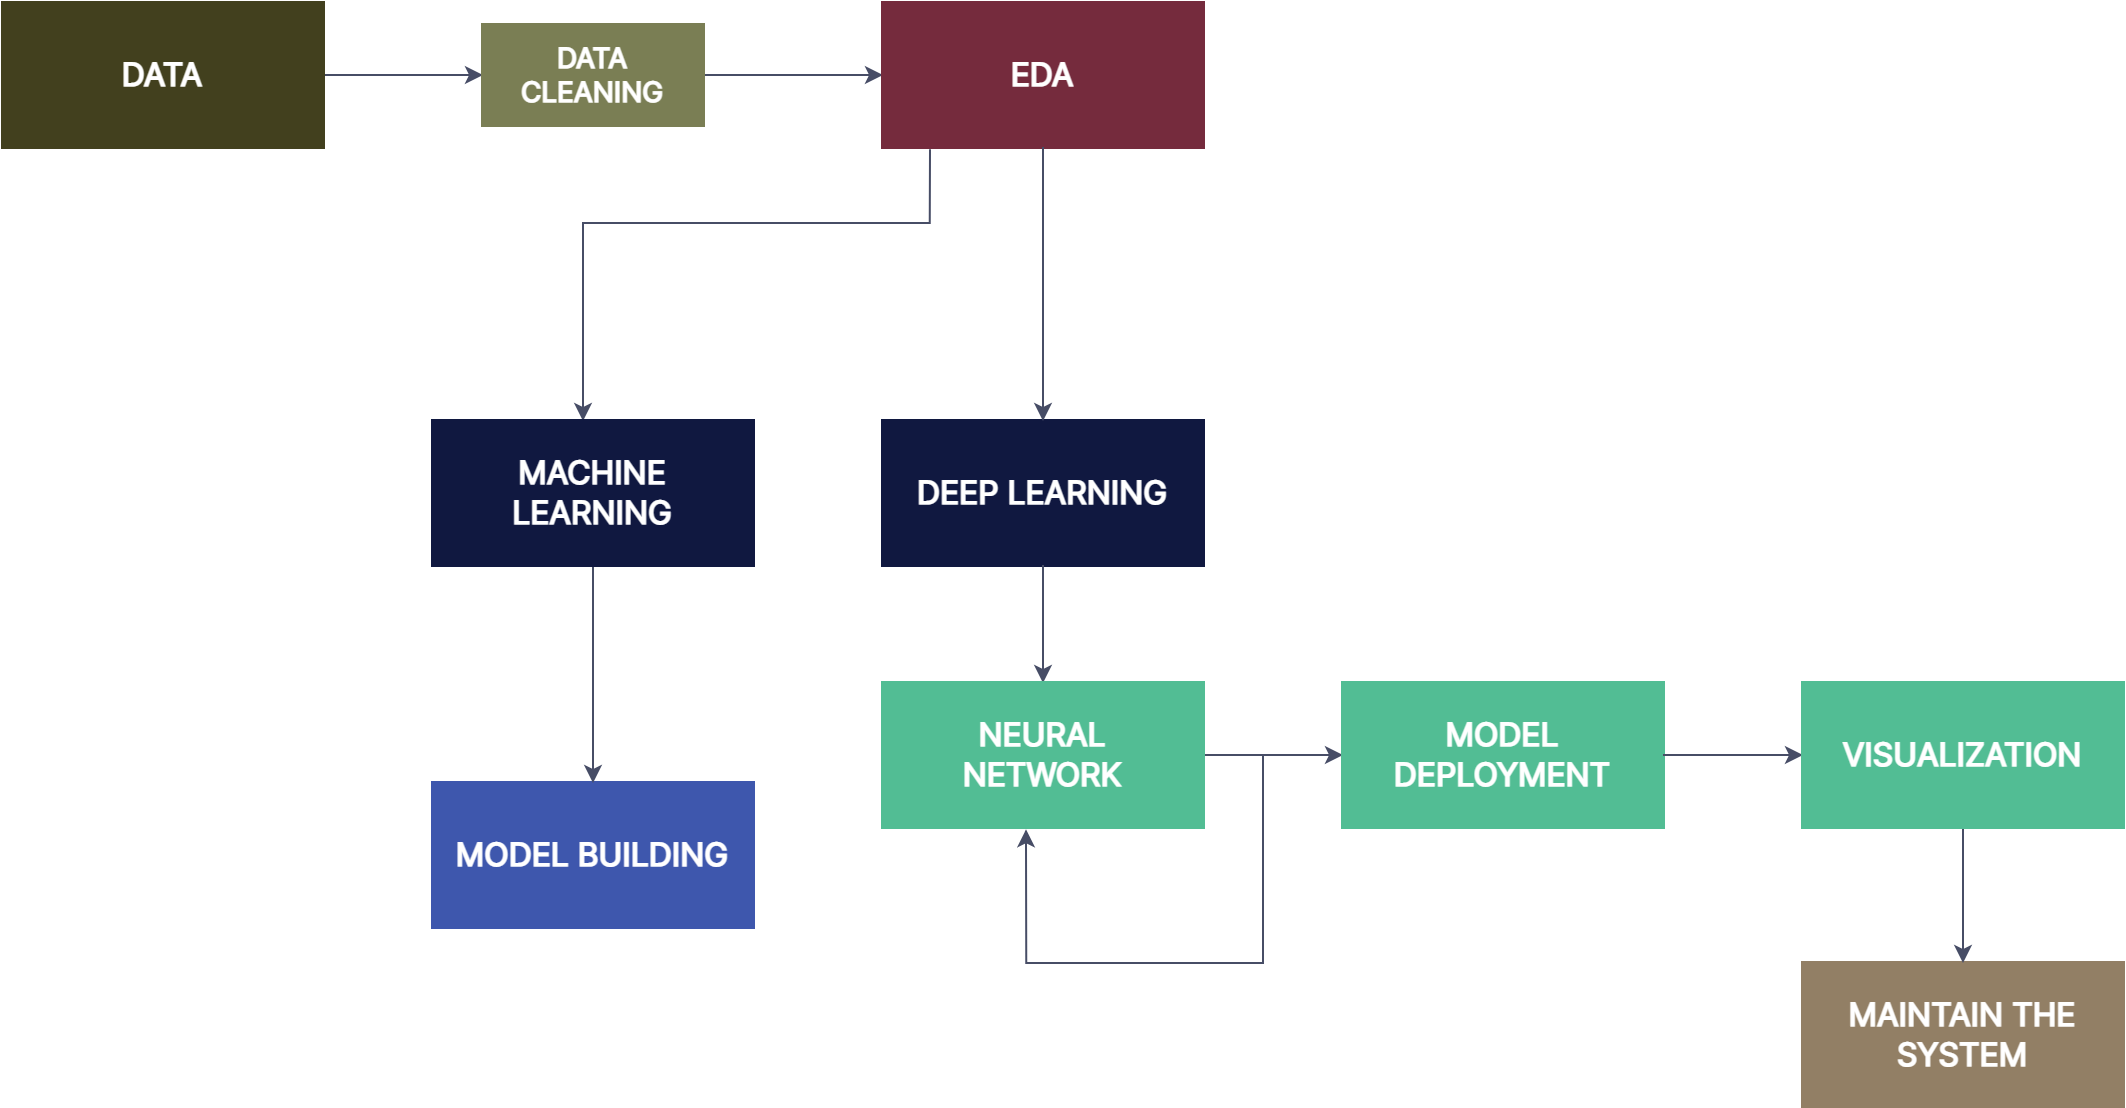 DATA
DATA
CLEANING
EDA
MACHINE
LEARNING
DEEP LEARNING
NEURAL
NETWORK
MODEL
DEPLOYMENT
VISUALIZATION
MODEL BUILDING
MAINTAIN THE
SYSTEM